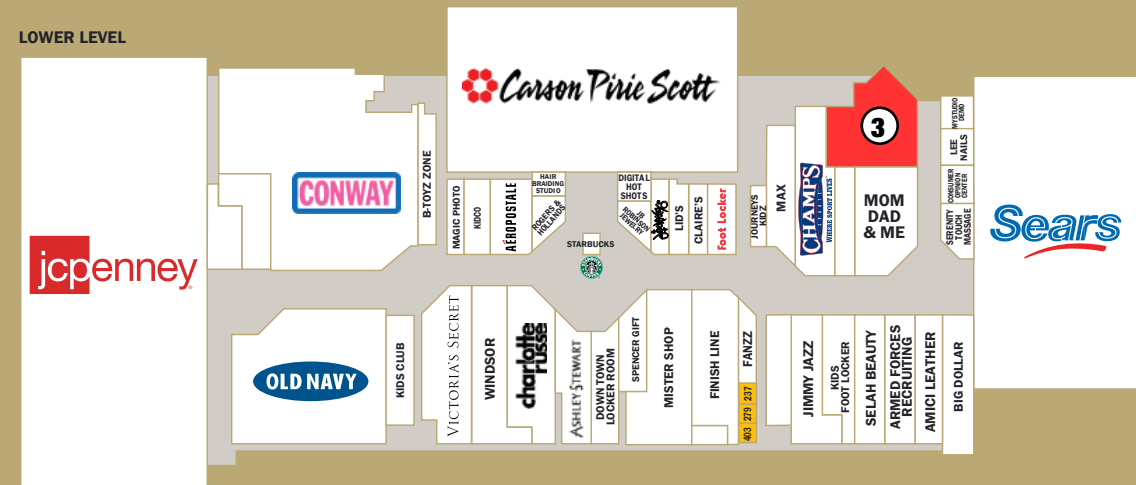 LOWER LEVEL
Carson Pirie Scott
3
MY STUDIO
DEMO
LEE
NAILS
CONSUMER
OPINION
CENTER
SERENITY
TOUCH
MASSAGE
CONWAY
B-TOYZ ZONE
MAGIC PHOTO
KIDCO
AÉROPOSTALE
HAIR
BRAIDING
STUDIO
ROGERS &
HOLLANDS
DIGITAL
HOT
SHOTS
JB
ROBINSON
JEWELRY
LID'S
CLAIRE'S
Foot Locker
JOURNEYS
KIDZ
MAX
CHAMPS
SPORTS
WHERE SPORT LIVES
MOM
DAD
& ME
Sears
jcpenney
STARBUCKS
OLD NAVY
KIDS CLUB
VICTORIA'S SECRET
WINDSOR
charlotte
russe
ASHLEY STEWART
DOWN TOWN
LOCKER ROOM
SPENCER GIFT
MISTER SHOP
FINISH LINE
FANZZ
403 279 237
JIMMY JAZZ
KIDS
FOOT LOCKER
SELAH BEAUTY
ARMED FORCES
RECRUITING
AMICI LEATHER
BIG DOLLAR